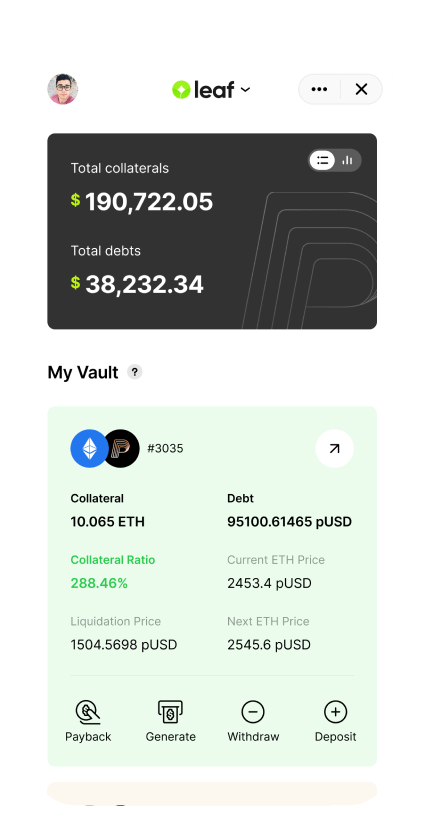 leaf
Total collaterals
$ 190,722.05
Total debts
$ 38,232.34
My Vault ?
#3035
Collateral Debt
10.065 ETH 95100.61465 pUSD
Collateral Ratio Current ETH Price
288.46% 2453.4 pUSD
Liquidation Price Next ETH Price
1504.5698 pUSD 2545.6 pUSD
Payback Generate Withdraw Deposit